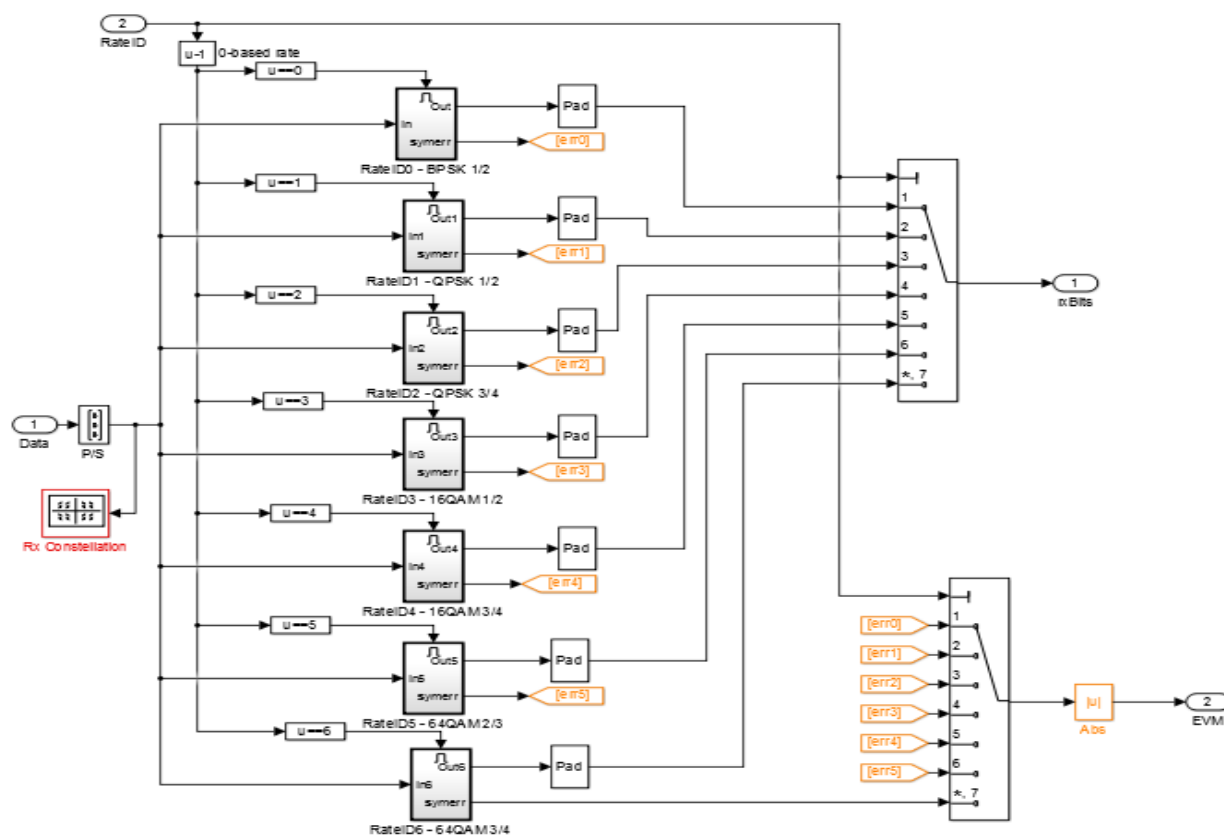 2
RateID
u-1
0-based rate
u==0
Out
In
symerr
Pad
[err0]
RateID0 - BPSK 1/2
u==1
Out1
In1
symerr
Pad
[err1]
RateID1 - QPSK 1/2
u==2
Out2
In2
symerr
Pad
[err2]
RateID2 - QPSK 3/4
u==3
Out3
In3
symerr
Pad
[err3]
RateID3 - 16QAM 1/2
u==4
Out4
In4
symerr
Pad
[err4]
RateID4 - 16QAM 3/4
u==5
Out5
In5
symerr
Pad
[err5]
RateID5 - 64QAM 2/3
u==6
Out6
In6
symerr
Pad
RateID6 - 64QAM 3/4
1
Data
P/S
Rx Constellation
1
2
3
4
5
6
*, 7
1
rxBits
[err0]
[err1]
[err2]
[err3]
[err4]
[err5]
1
2
3
4
5
6
*, 7
|u|
Abs
2
EVM